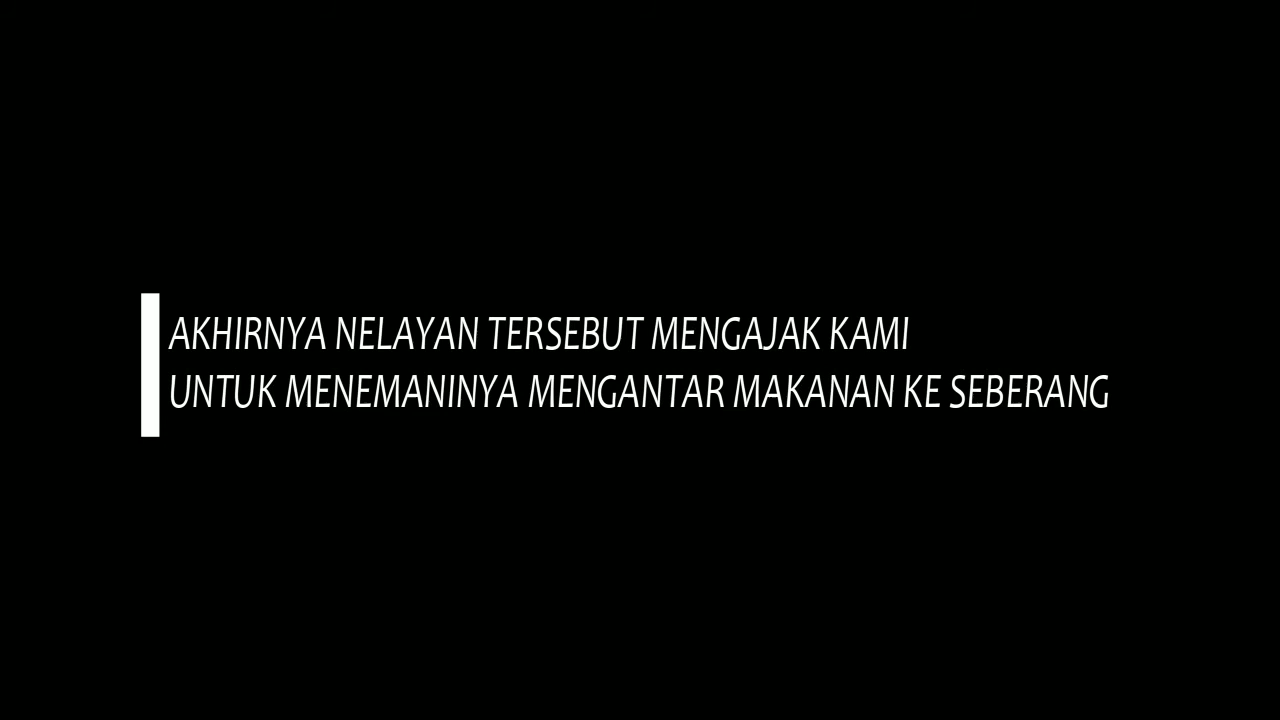 AKHIRNYA NELAYAN TERSEBUT MENGAJAK KAMI
UNTUK MENEMANINYA MENGANTAR MAKANAN KE SEBERANG